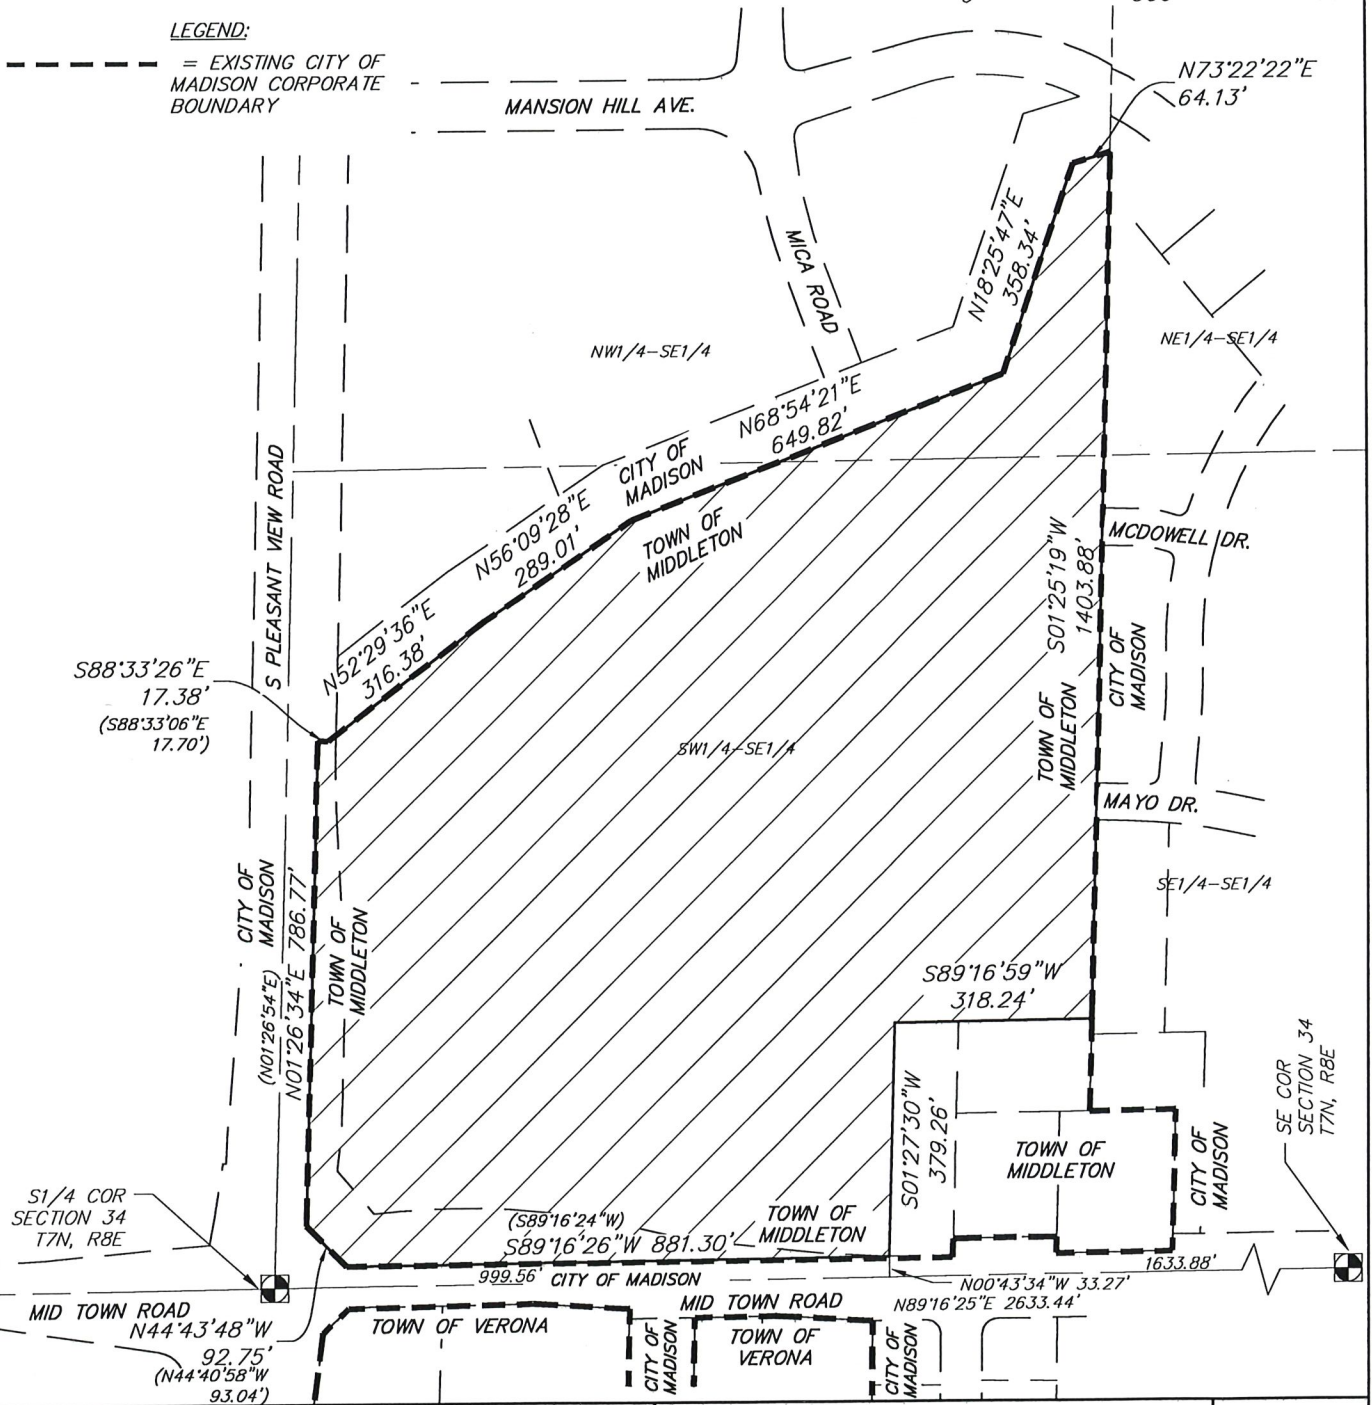 LEGEND:
= EXISTING CITY OF
MADISON CORPORATE
BOUNDARY
MANSION HILL AVE.
N73°22'22"E
64.13'
MICA ROAD
N18°25'47"E
358.34'
NW1/4-SE1/4
NE1/4-SE1/4
N68°54'21"E
649.82'
CITY OF
MADISON
TOWN OF
MIDDLETON
N56°09'28"E
289.01'
N52°29'36"E
316.38'
S PLEASANT VIEW ROAD
MCDOWELL DR.
S01°25'19"W
1403.88'
CITY OF
MADISON
TOWN OF
MIDDLETON
S88°33'26"E
17.38'
(S88°33'06"E
17.70')
SW1/4-SE1/4
MAYO DR.
SE1/4-SE1/4
CITY OF
MADISON
(N01°26'54"E)
N01°26'34"E 786.77'
TOWN OF
MIDDLETON
S89°16'59"W
318.24'
S01°27'30"W
379.26'
TOWN OF
MIDDLETON
CITY OF
MADISON
SE COR
SECTION 34
T7N, R8E
S1/4 COR
SECTION 34
T7N, R8E
(S89°16'24"W)
S89°16'26"W 881.30'
TOWN OF
MIDDLETON
999.56'
CITY OF MADISON
1633.88'
N00°43'34"W 33.27'
N89°16'25"E 2633.44'
MID TOWN ROAD
MID TOWN ROAD
N44°43'48"W
92.75'
(N44°40'58"W
93.04')
TOWN OF VERONA
CITY OF
MADISON
TOWN OF
VERONA
CITY OF
MADISON